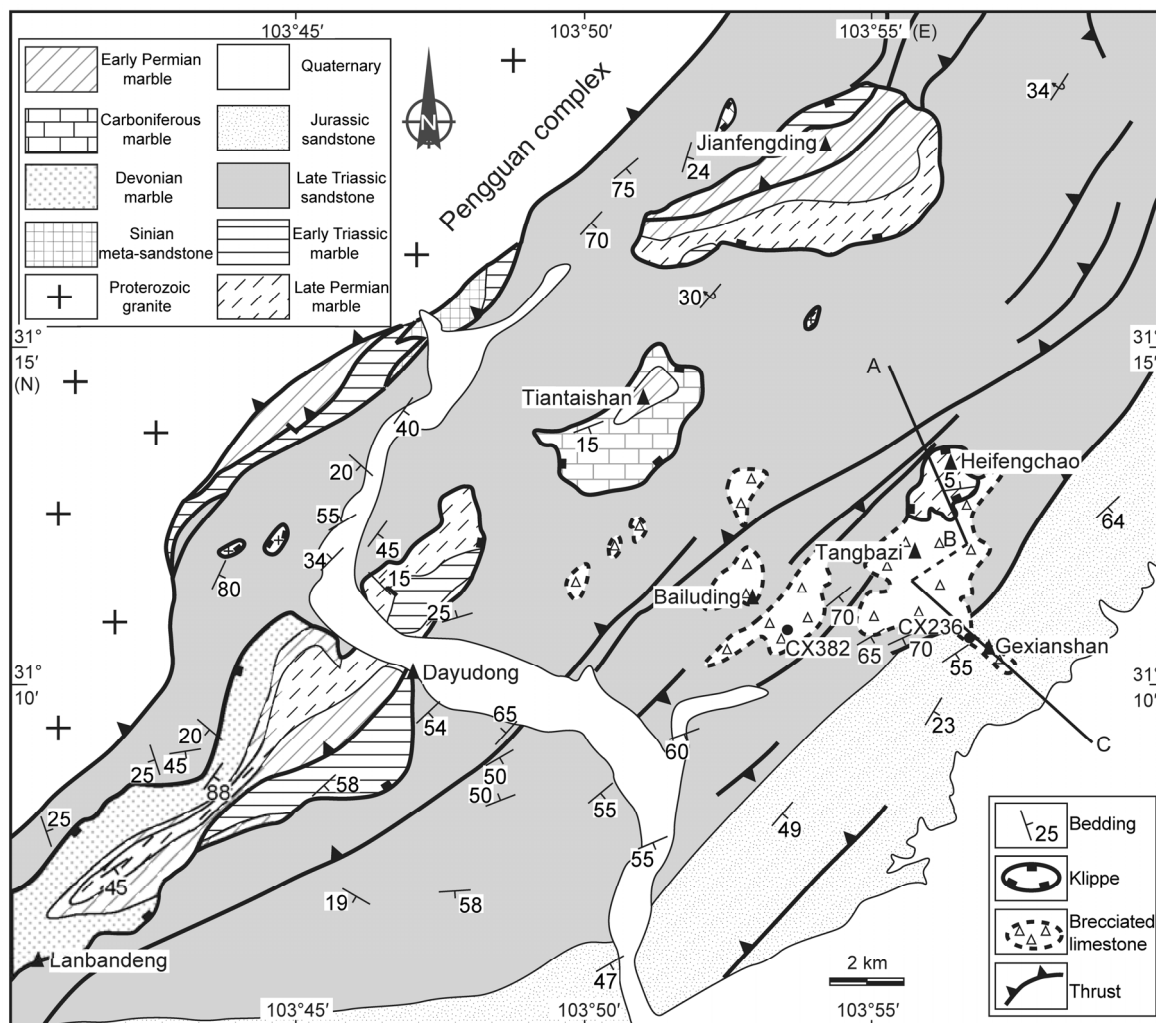 103°45′
103°50′
103°55′ (E)
Early Permian
marble
Quaternary
Carboniferous
marble
Jurassic
sandstone
Devonian
marble
Late Triassic
sandstone
Sinian
meta-sandstone
Early Triassic
marble
Proterozoic
granite
Late Permian
marble
N
Pengguan complex
34
Jianfengding
24
75
70
30
31°
15′
(N)
31°
15′
A
Tiantaishan
15
40
20
Heifengchao
5
55
64
34
45
B
Tangbazi
15
80
25
Bailuding
70
CX382
CX236
65
70
Gexianshan
55
31°
10′
Dayudong
31°
10′
54
65
23
20
45
25
60
C
50
58
50
88
55
49
25
55
45
19
58
Lanbandeng
47
2 km
25
Bedding
Klippe
Brecciated
limestone
Thrust
103°45′
103°50′
103°55′